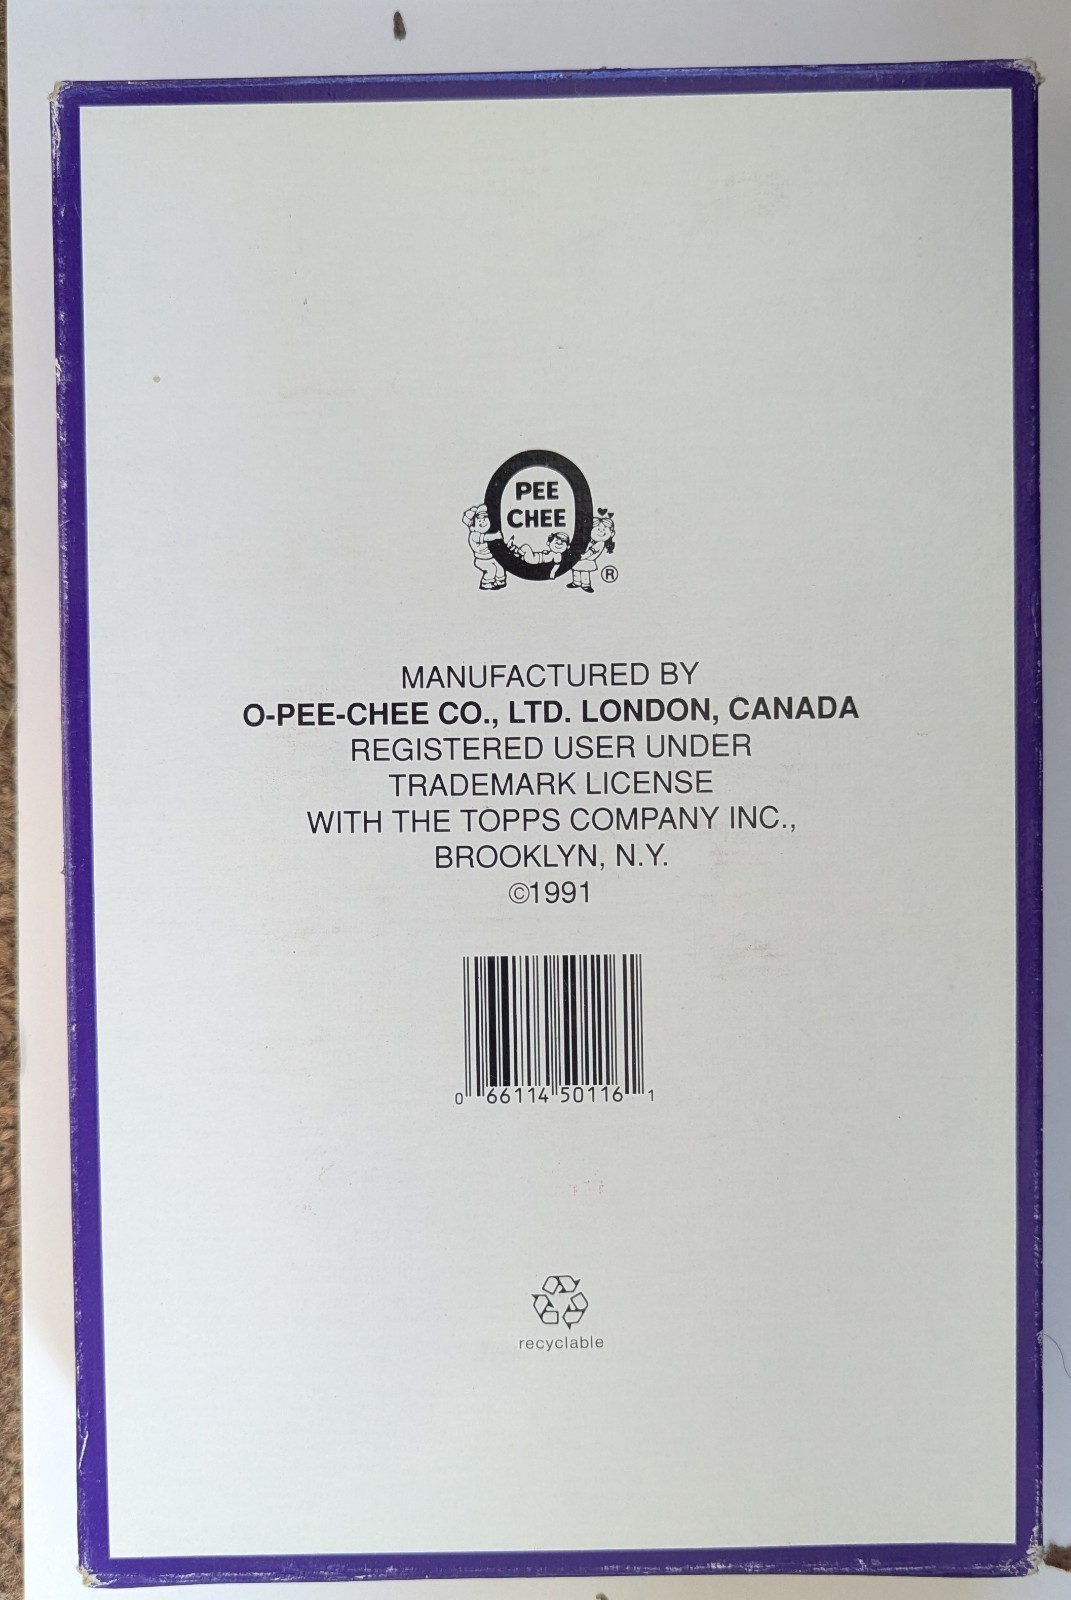 PEE
CHEE
®
MANUFACTURED BY
O-PEE-CHEE CO., LTD. LONDON, CANADA
REGISTERED USER UNDER
TRADEMARK LICENSE
WITH THE TOPPS COMPANY INC.,
BROOKLYN, N.Y.
©1991
0 66114 50116 1
recyclable